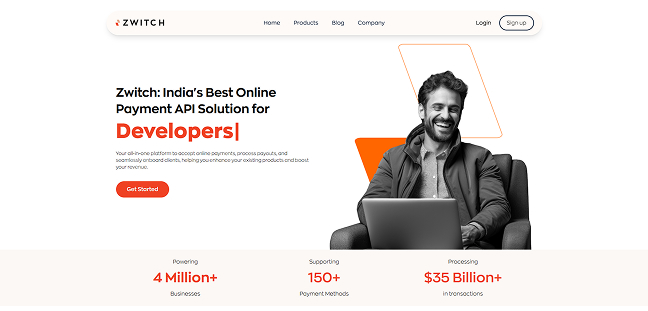 ZWITCH
Home Products Blog Company
Login Sign up
Zwitch: India's Best Online
Payment API Solution for
Developers|
Your all-in-one platform to accept online payments, process payouts, and
seamlessly onboard clients, helping you enhance your existing products and boost
your revenue.
Get Started
Powering
4 Million+
Businesses
Supporting
150+
Payment Methods
Processing
$35 Billion+
in transactions